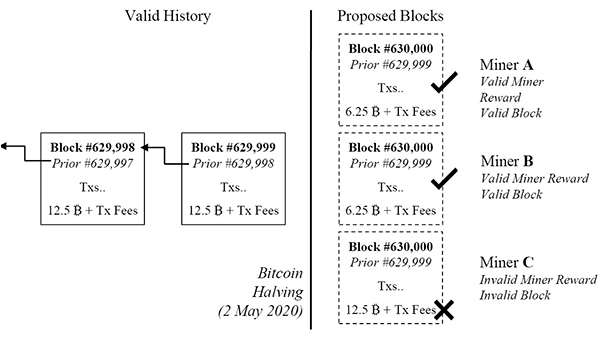 Valid History
Block #629,998
Prior #629,997
Txs..
12.5 ₿ + Tx Fees
Block #629,999
Prior #629,998
Txs..
12.5 ₿ + Tx Fees
Bitcoin
Halving
(2 May 2020)
Proposed Blocks
Block #630,000
Prior #629,999
Txs..
6.25 ₿ + Tx Fees
Miner A
Valid Miner
Reward
Valid Block
Block #630,000
Prior #629,999
Txs..
6.25 ₿ + Tx Fees
Miner B
Valid Miner Reward
Valid Block
Block #630,000
Prior #629,999
Txs..
12.5 ₿ + Tx Fees
Miner C
Invalid Miner Reward
Invalid Block